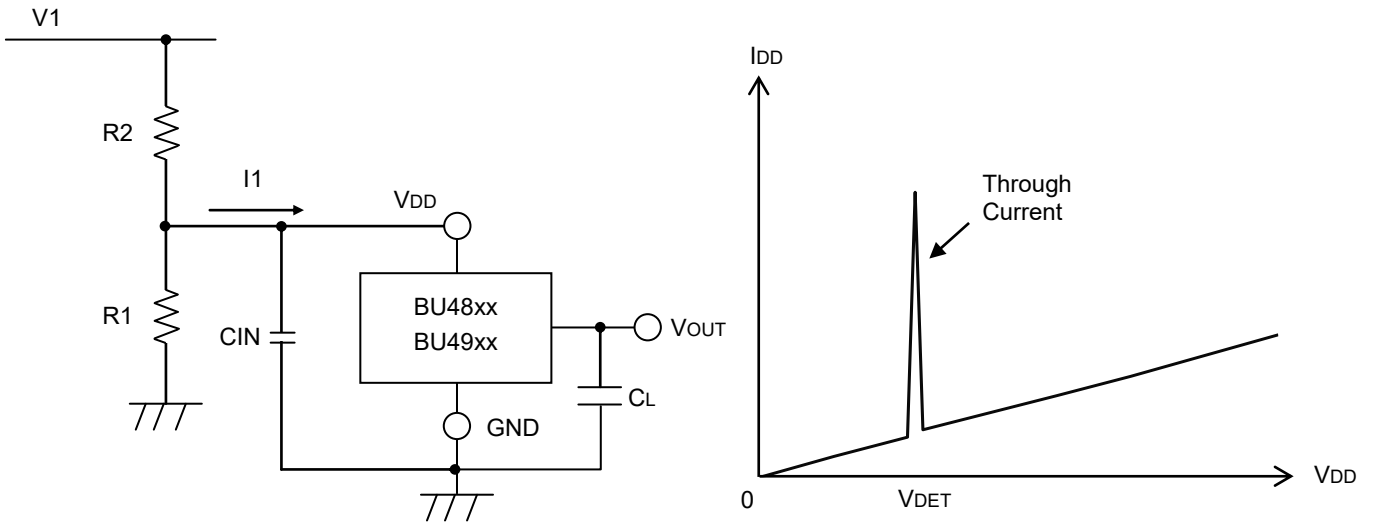 V1
R2
I1
VDD
R1
CIN
BU48xx
BU49xx
VOUT
CL
GND
IDD
Through
Current
0
VDET
VDD